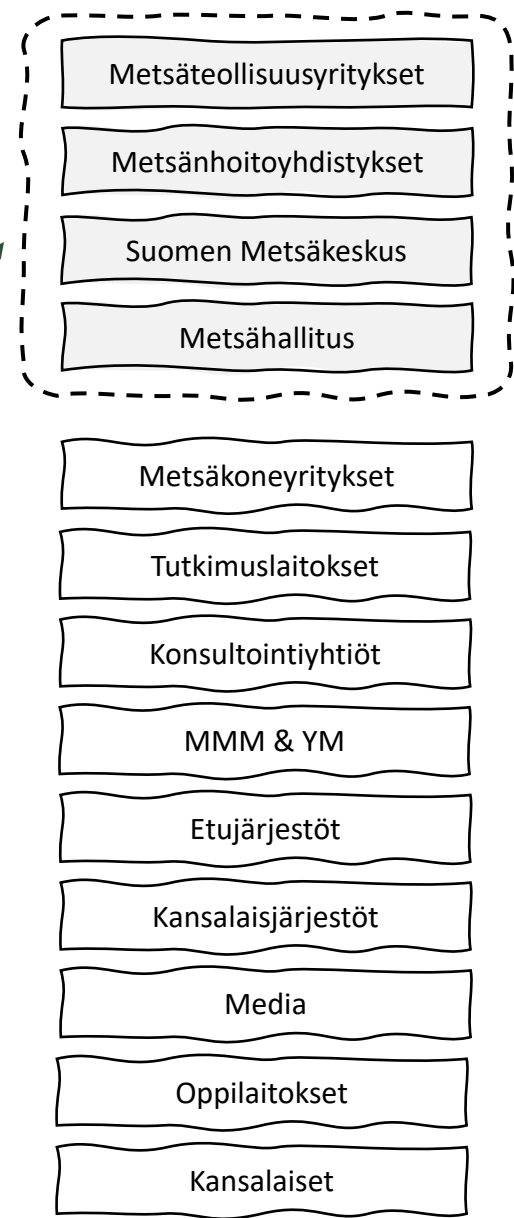 Metsäteollisuusyritykset
Metsänhoitoyhdistykset
Suomen Metsäkeskus
Metsähallitus
Metsäkoneyritykset
Tutkimuslaitokset
Konsultointiyhtiöt
MMM & YM
Etujärjestöt
Kansalaisjärjestöt
Media
Oppilaitokset
Kansalaiset